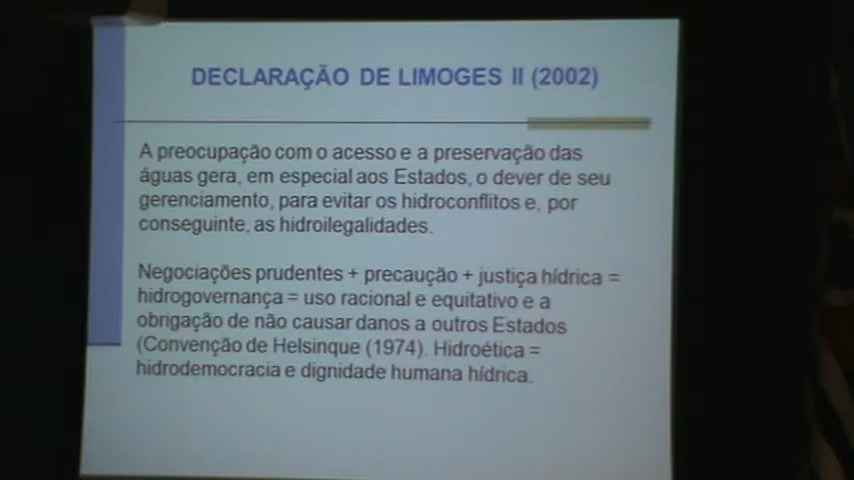 DECLARAÇÃO DE LIMOGES II (2002)
A preocupação com o acesso e a preservação das
águas gera, em especial aos Estados, o dever de seu
gerenciamento, para evitar os hidroconflitos e, por
conseguinte, as hidroilegalidades.
Negociações prudentes + precaução + justiça hídrica =
hidrogovernança = uso racional e equitativo e a
obrigação de não causar danos a outros Estados
(Convenção de Helsinque (1974). Hidroética =
hidrodemocracia e dignidade humana hídrica.